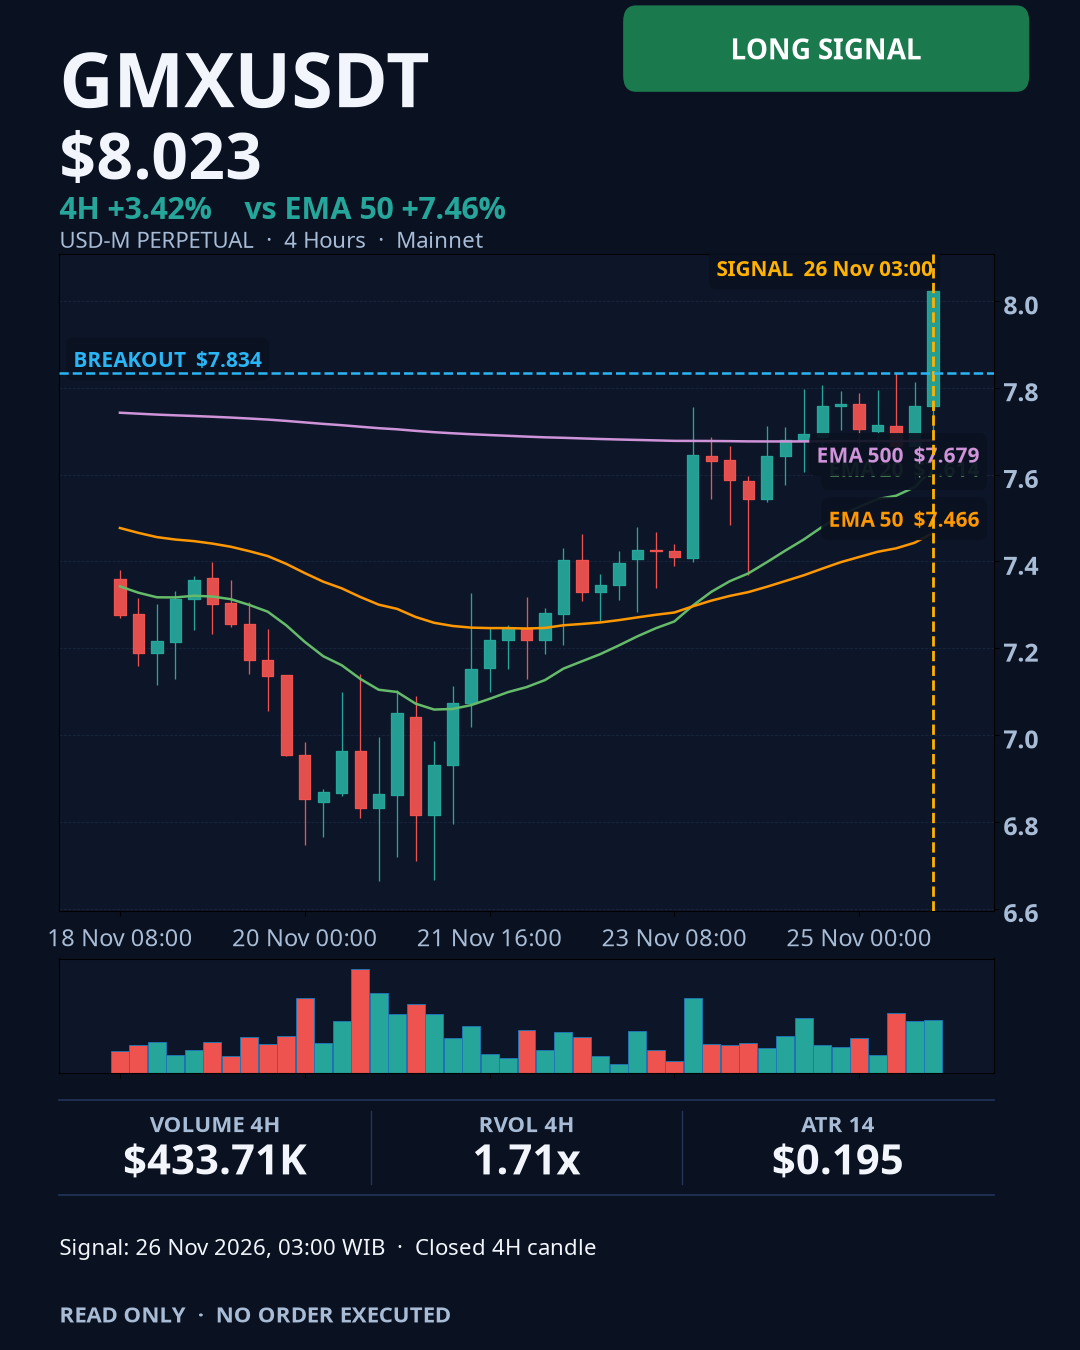 LONG SIGNAL
GMXUSDT
$8.023
4H +3.42% vs EMA 50 +7.46%
USD-M PERPETUAL · 4 Hours · Mainnet
SIGNAL 26 Nov 03:00
BREAKOUT $7.834
EMA 500 $7.679
EMA 20 $7.614
EMA 50 $7.466
8.0
7.8
7.6
7.4
7.2
7.0
6.8
6.6
18 Nov 08:00 20 Nov 00:00 21 Nov 16:00 23 Nov 08:00 25 Nov 00:00
VOLUME 4H RVOL 4H ATR 14
$433.71K 1.71x $0.195
Signal: 26 Nov 2026, 03:00 WIB · Closed 4H candle
READ ONLY · NO ORDER EXECUTED